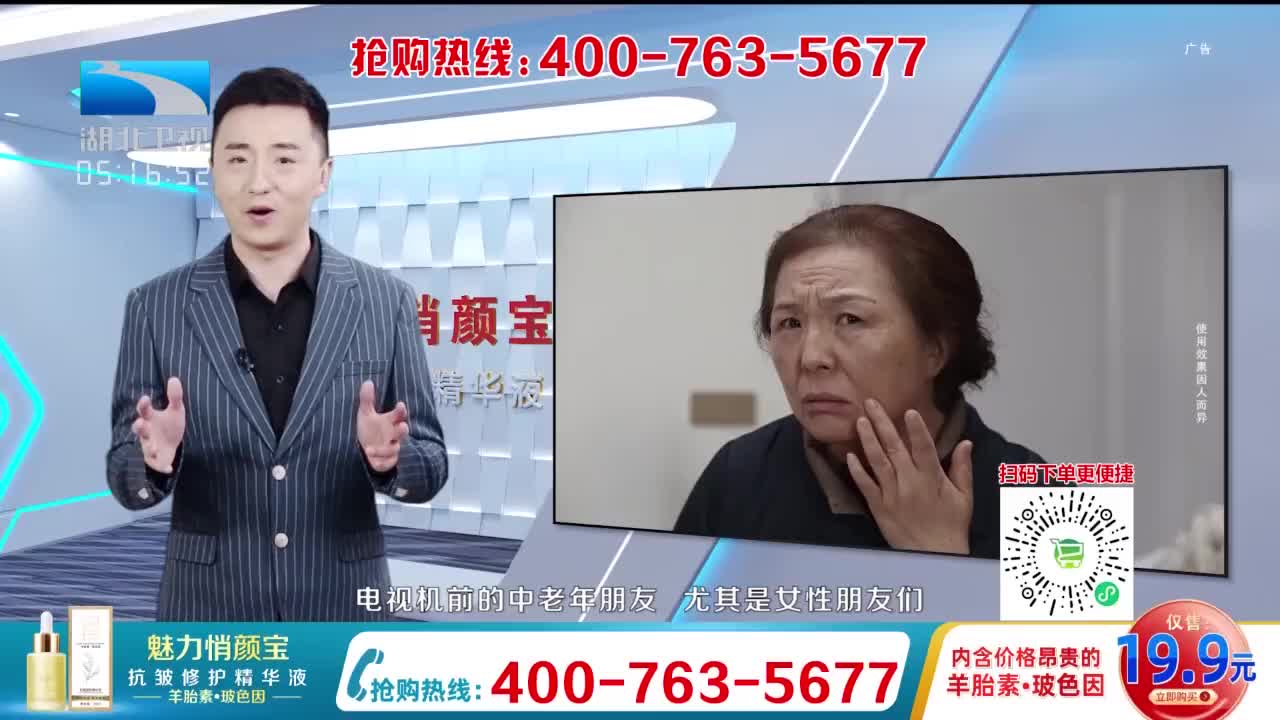 抢购热线:400-763-5677
广告
湖北卫视
05:16:52
悄颜宝
精华液
使用效果因人而异
扫码下单更便捷
电视机前的中老年朋友 尤其是女性朋友们
魅力悄颜宝
抗皱修护精华液
羊胎素·玻色因
抢购热线:400-763-5677
内含价格昂贵的
羊胎素·玻色因
仅售:
19.9元
立即购买